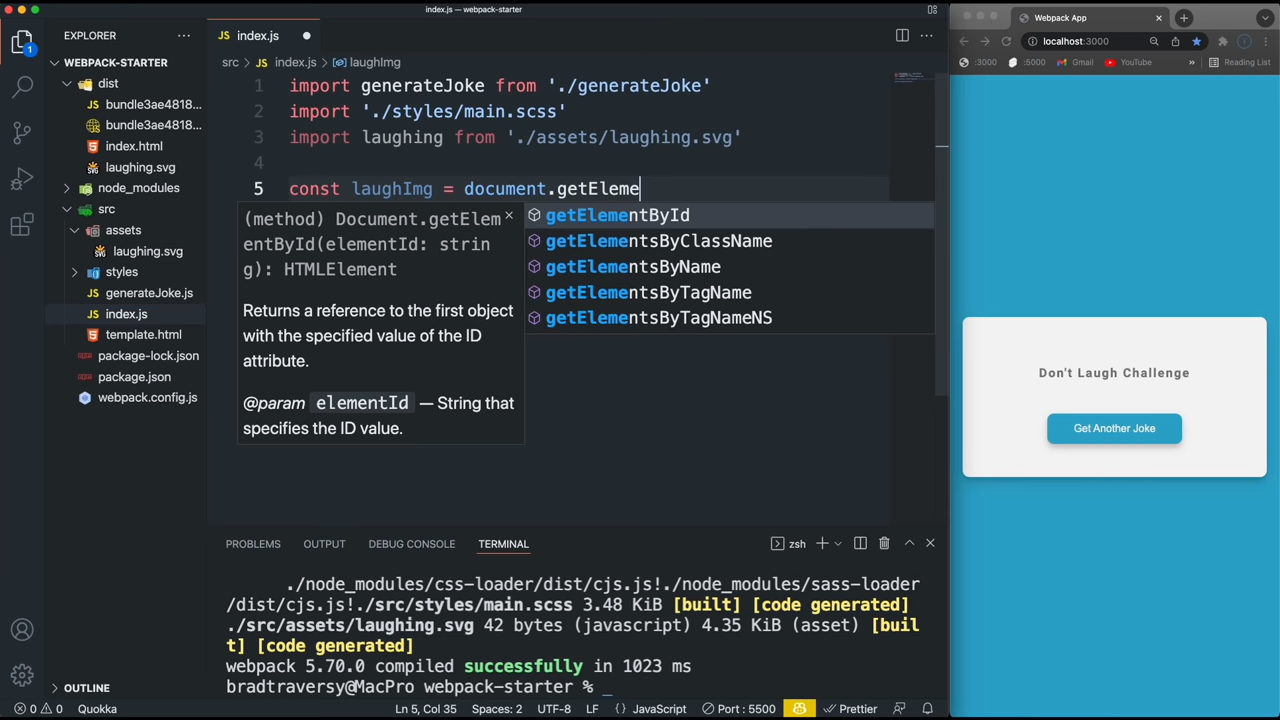 index.js — webpack-starter
EXPLORER
WEBPACK-STARTER
dist
bundle3ae4818...
bundle3ae4818...
index.html
laughing.svg
node_modules
src
assets
laughing.svg
styles
generateJoke.js
index.js
template.html
package-lock.json
package.json
webpack.config.js
OUTLINE
1
JS index.js
src > JS index.js > laughImg
1 import generateJoke from './generateJoke'
2 import './styles/main.scss'
3 import laughing from './assets/laughing.svg'
4
5 const laughImg = document.getEleme
(method) Document.getElem
entById(elementId: strin
g): HTMLElement
Returns a reference to the first object
with the specified value of the ID
attribute.
@param elementId — String that
specifies the ID value.
getElementById
getElementsByClassName
getElementsByName
getElementsByTagName
getElementsByTagNameNS
PROBLEMS OUTPUT DEBUG CONSOLE TERMINAL
zsh
./node_modules/css-loader/dist/cjs.js!./node_modules/sass-loader
/dist/cjs.js!./src/styles/main.scss 3.48 KiB [built] [code generated]
./src/assets/laughing.svg 42 bytes (javascript) 4.35 KiB (asset) [buil
t] [code generated]
webpack 5.70.0 compiled successfully in 1023 ms
bradtraversy@MacPro webpack-starter %
0 0 Quokka Ln 5, Col 35 Spaces: 2 UTF-8 LF {} JavaScript Port : 5500 Prettier
Webpack App
localhost:3000
:3000 :5000 Gmail YouTube » Reading List
Don't Laugh Challenge
Get Another Joke